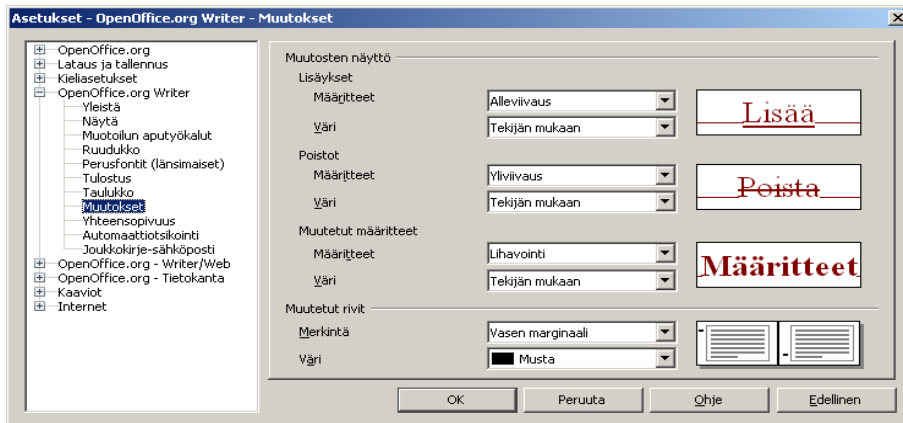 Asetukset - OpenOffice.org Writer - Muutokset
OpenOffice.org
Lataus ja tallennus
Kieliasetukset
OpenOffice.org Writer
Yleistä
Näytä
Muotoilun aputyökalut
Ruudukko
Perusfontit (länsimaiset)
Tulostus
Taulukko
Muutokset
Yhteensopivuus
Automaattiotsikointi
Joukkokirje-sähköposti
OpenOffice.org - Writer/Web
OpenOffice.org - Tietokanta
Kaaviot
Internet
Muutosten näyttö
Lisäykset
Määritteet Alleviivaus
Väri Tekijän mukaan
Lisää
Poistot
Määritteet Yliviivaus
Väri Tekijän mukaan
Poista
Muutetut määritteet
Määritteet Lihavointi
Väri Tekijän mukaan
Määritteet
Muutetut rivit
Merkintä Vasen marginaali
Väri Musta
OK Peruuta Ohje Edellinen